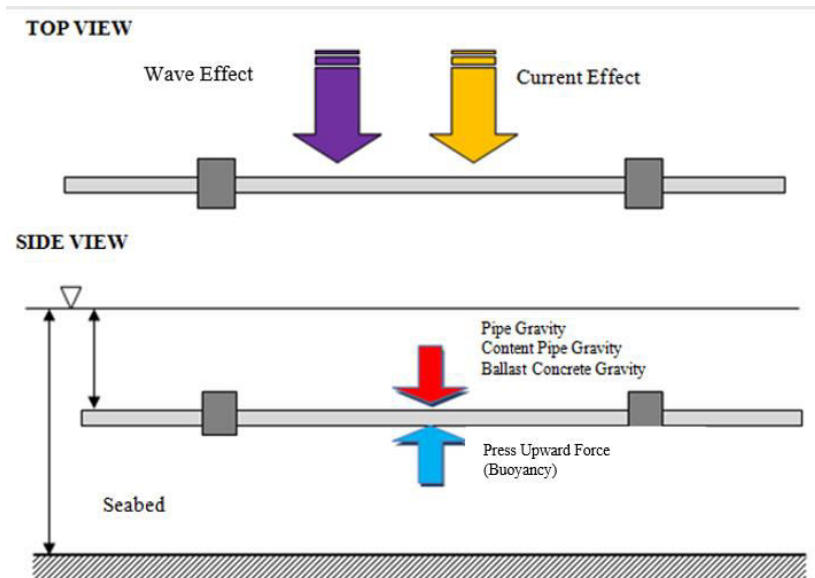 TOP VIEW
Wave Effect
Current Effect
SIDE VIEW
Pipe Gravity
Content Pipe Gravity
Ballast Concrete Gravity
Press Upward Force
(Buoyancy)
Seabed